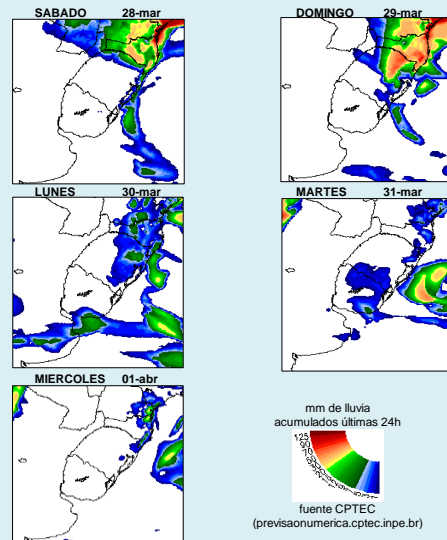 SABADO 28-mar
DOMINGO 29-mar
LUNES 30-mar
MARTES 31-mar
MIERCOLES 01-abr
mm de lluvia
acumulados últimas 24h
fuente CPTEC
(previsaonumerica.cptec.inpe.br)